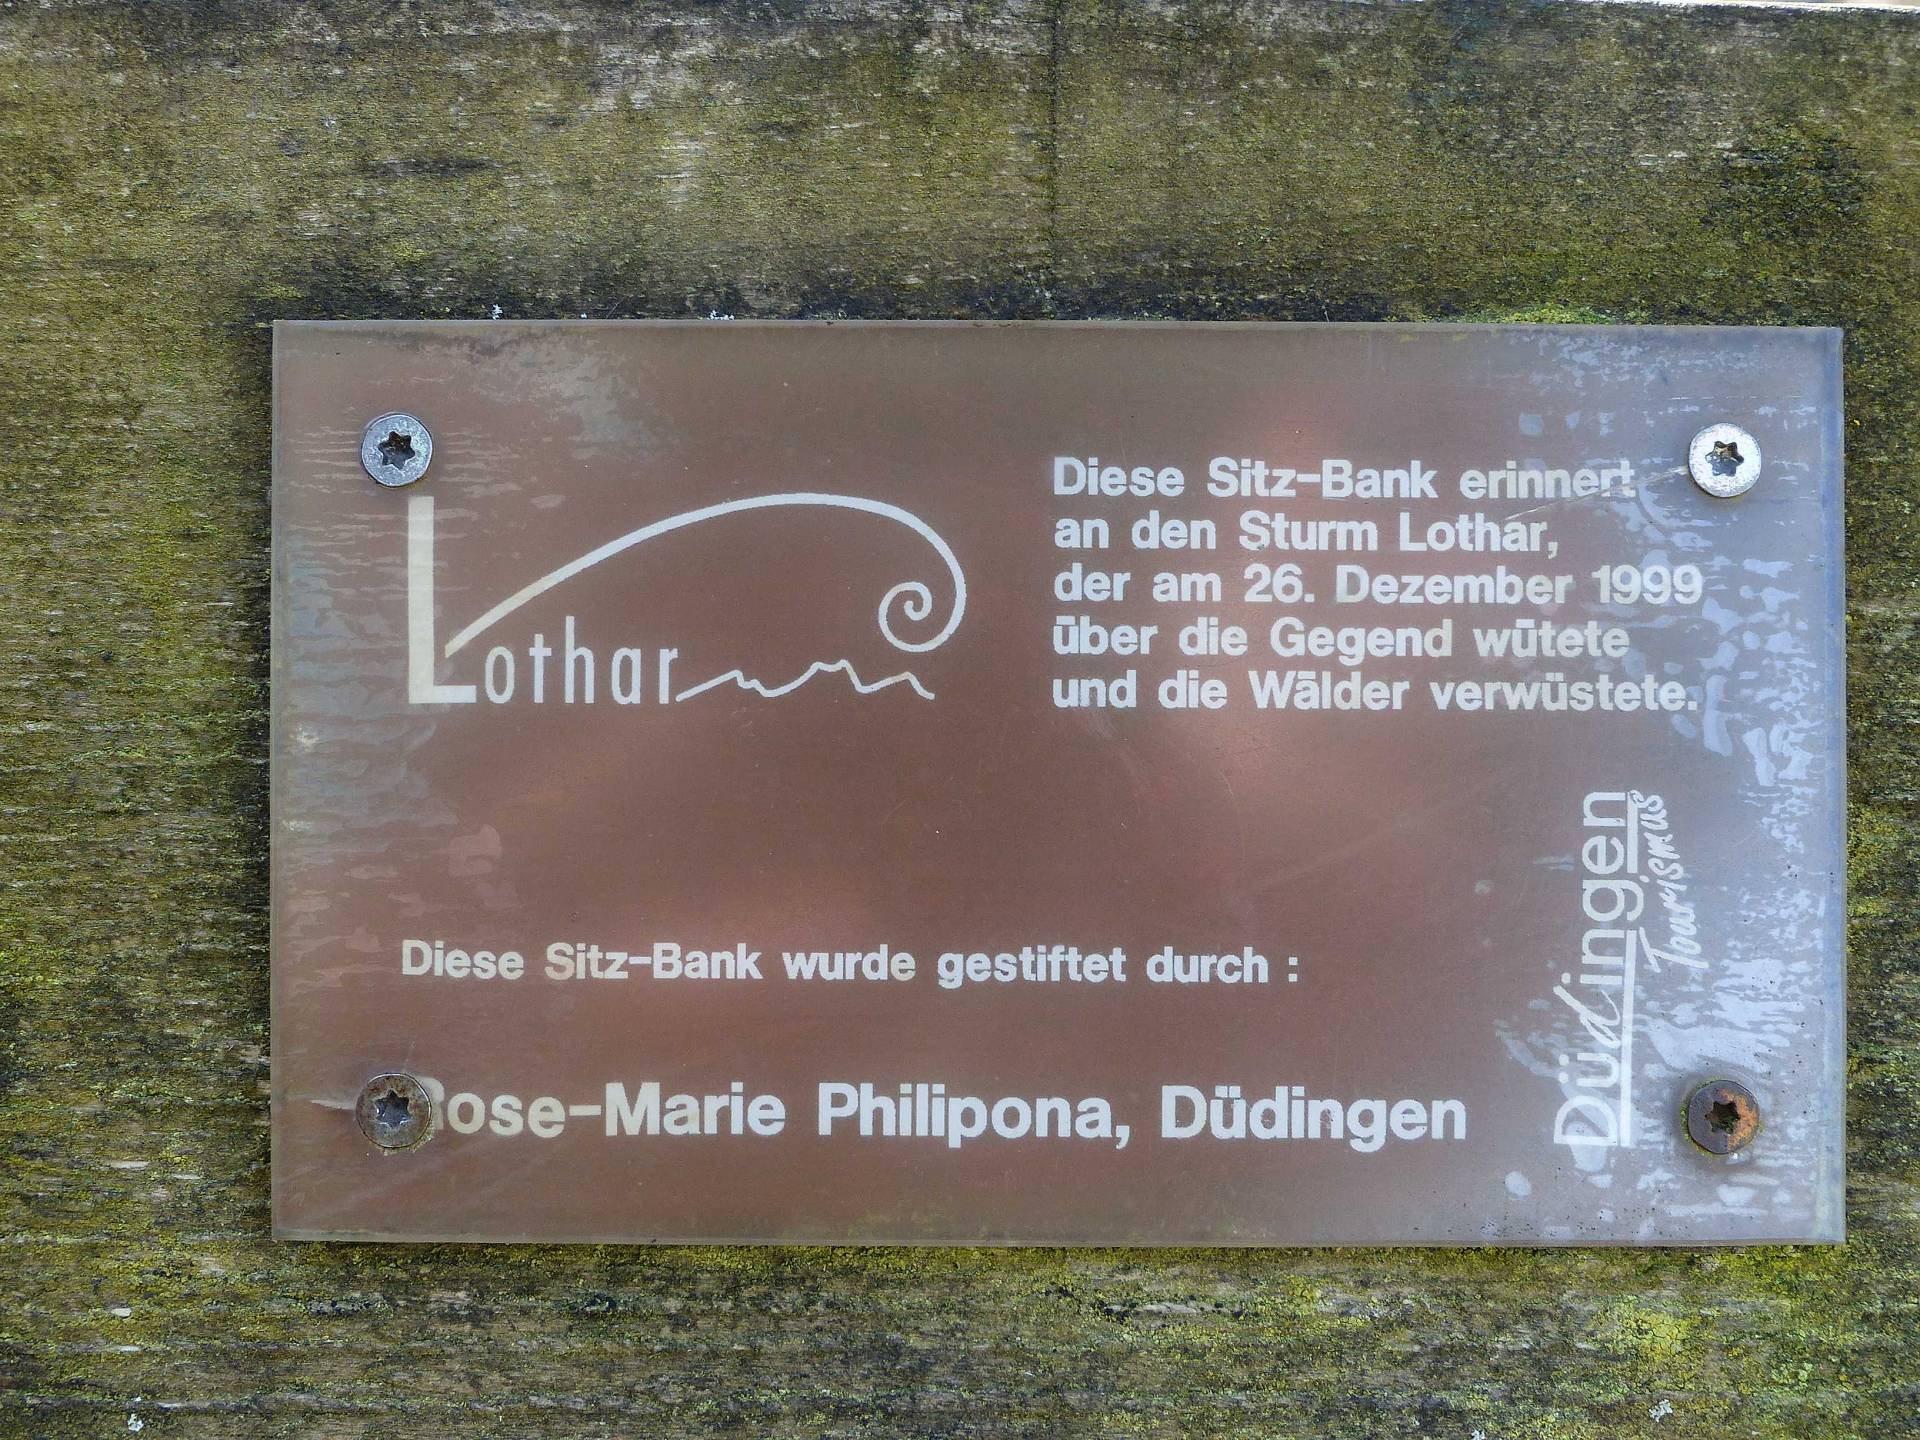 Lothar
Diese Sitz-Bank erinnert
an den Sturm Lothar,
der am 26. Dezember 1999
über die Gegend wütete
und die Wälder verwüstete.
Düdingen
Tourismus
Diese Sitz-Bank wurde gestiftet durch :
Rose-Marie Philipona, Düdingen